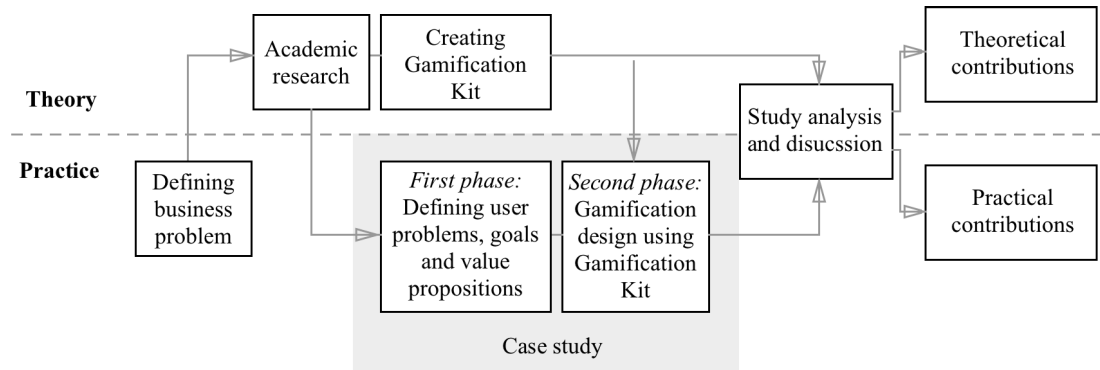 Theory
Practice
Defining
business
problem
Academic
research
Creating
Gamification
Kit
First phase:
Defining user
problems, goals
and value
propositions
Second phase:
Gamification
design using
Gamification
Kit
Case study
Study analysis
and disucssion
Theoretical
contributions
Practical
contributions